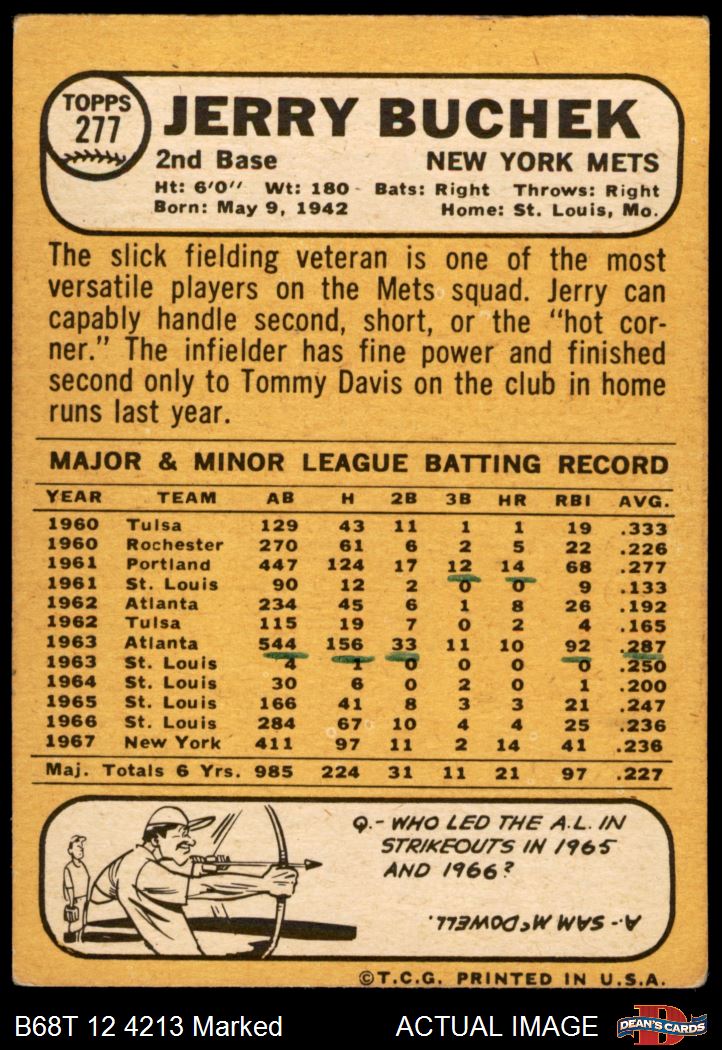 TOPPS
277
JERRY BUCHEK
2nd Base NEW YORK METS
Ht: 6'0" Wt: 180 Bats: Right Throws: Right
Born: May 9, 1942 Home: St. Louis, Mo.
The slick fielding veteran is one of the most
versatile players on the Mets squad. Jerry can
capably handle second, short, or the "hot cor-
ner." The infielder has fine power and finished
second only to Tommy Davis on the club in home
runs last year.
MAJOR & MINOR LEAGUE BATTING RECORD
YEAR TEAM AB H 2B 3B HR RBI AVG.
1960 Tulsa 129 43 11 1 1 19 .333
1960 Rochester 270 61 6 2 5 22 .226
1961 Portland 447 124 17 12 14 68 .277
1961 St. Louis 90 12 2 0 0 9 .133
1962 Atlanta 234 45 6 1 8 26 .192
1962 Tulsa 115 19 7 0 2 4 .165
1963 Atlanta 544 156 33 11 10 92 .287
1963 St. Louis 4 1 0 0 0 0 .250
1964 St. Louis 30 6 0 2 0 1 .200
1965 St. Louis 166 41 8 3 3 21 .247
1966 St. Louis 284 67 10 4 4 25 .236
1967 New York 411 97 11 2 14 41 .236
Maj. Totals 6 Yrs. 985 224 31 11 21 97 .227
Q.- WHO LED THE A.L. IN
STRIKEOUTS IN 1965
AND 1966?
A.- SAM McDOWELL.
©T.C.G. PRINTED IN U.S.A.
B68T 12 4213 Marked ACTUAL IMAGE DEAN'S CARDS